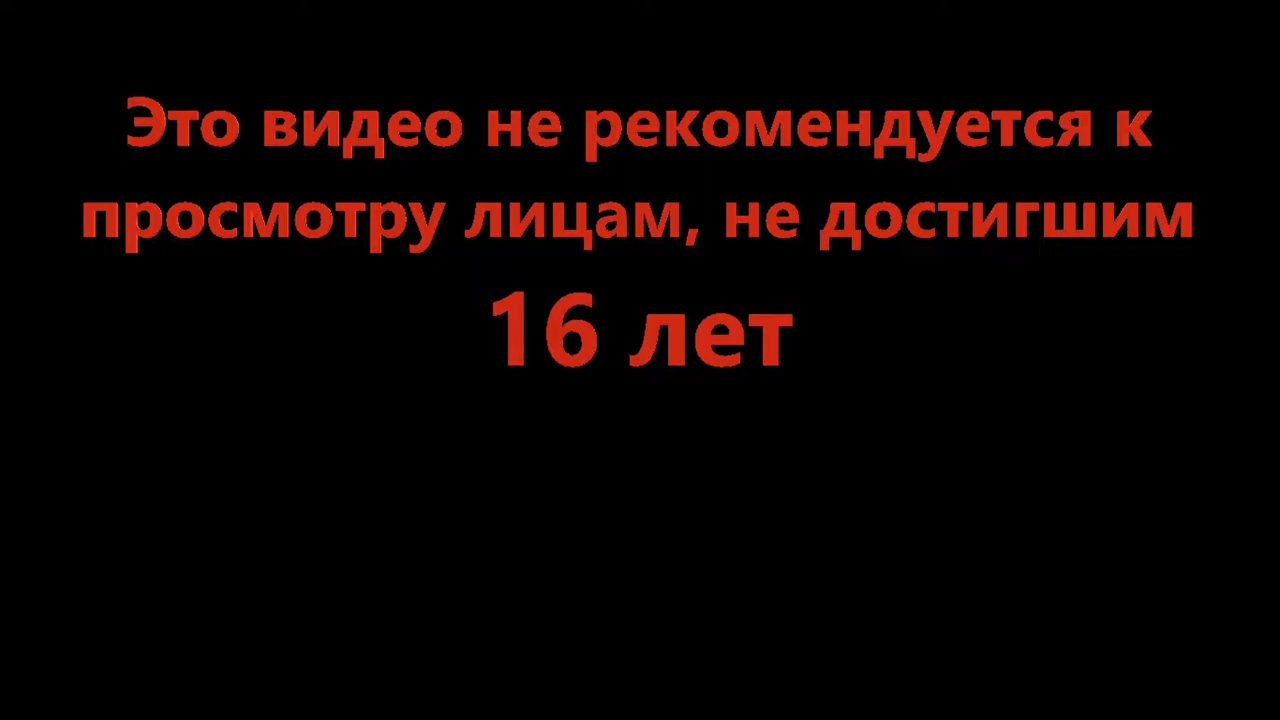 Это видео не рекомендуется к
просмотру лицам, не достигшим
16 лет